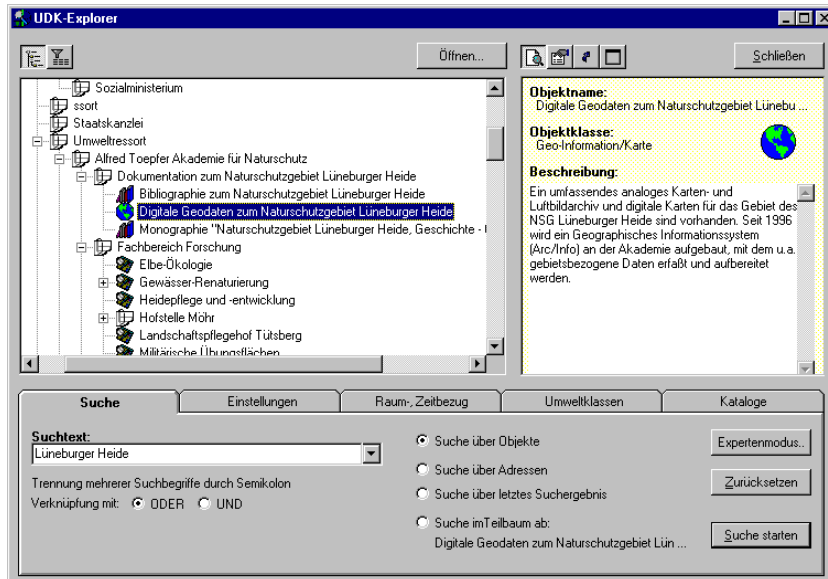 UDK-Explorer
Öffnen...
Schließen
Sozialministerium
ssort
Staatskanzlei
Umweltressort
Alfred Toepfer Akademie für Naturschutz
Dokumentation zum Naturschutzgebiet Lüneburger Heide
Bibliographie zum Naturschutzgebiet Lüneburger Heide
Digitale Geodaten zum Naturschutzgebiet Lüneburger Heide
Monographie "Naturschutzgebiet Lüneburger Heide, Geschichte -
Fachbereich Forschung
Elbe-Ökologie
Gewässer-Renaturierung
Heidepflege und -entwicklung
Hofstelle Möhr
Landschaftspflegehof Tütsberg
Militärische Übungsflächen
Objektname:
Digitale Geodaten zum Naturschutzgebiet Lünebu ...
Objektklasse:
Geo-Information/Karte
Beschreibung:
Ein umfassendes analoges Karten- und
Luftbildarchiv und digitale Karten für das Gebiet des
NSG Lüneburger Heide sind vorhanden. Seit 1996
wird ein Geographisches Informationssystem
(Arc/Info) an der Akademie aufgebaut, mit dem u.a.
gebietsbezogene Daten erfaßt und aufbereitet
werden.
Suche
Einstellungen
Raum-, Zeitbezug
Umweltklassen
Kataloge
Suchtext:
Lüneburger Heide
Trennung mehrerer Suchbegriffe durch Semikolon
Verknüpfung mit: ODER UND
Suche über Objekte
Suche über Adressen
Suche über letztes Suchergebnis
Suche imTeilbaum ab:
Digitale Geodaten zum Naturschutzgebiet Lün ...
Expertenmodus..
Zurücksetzen
Suche starten